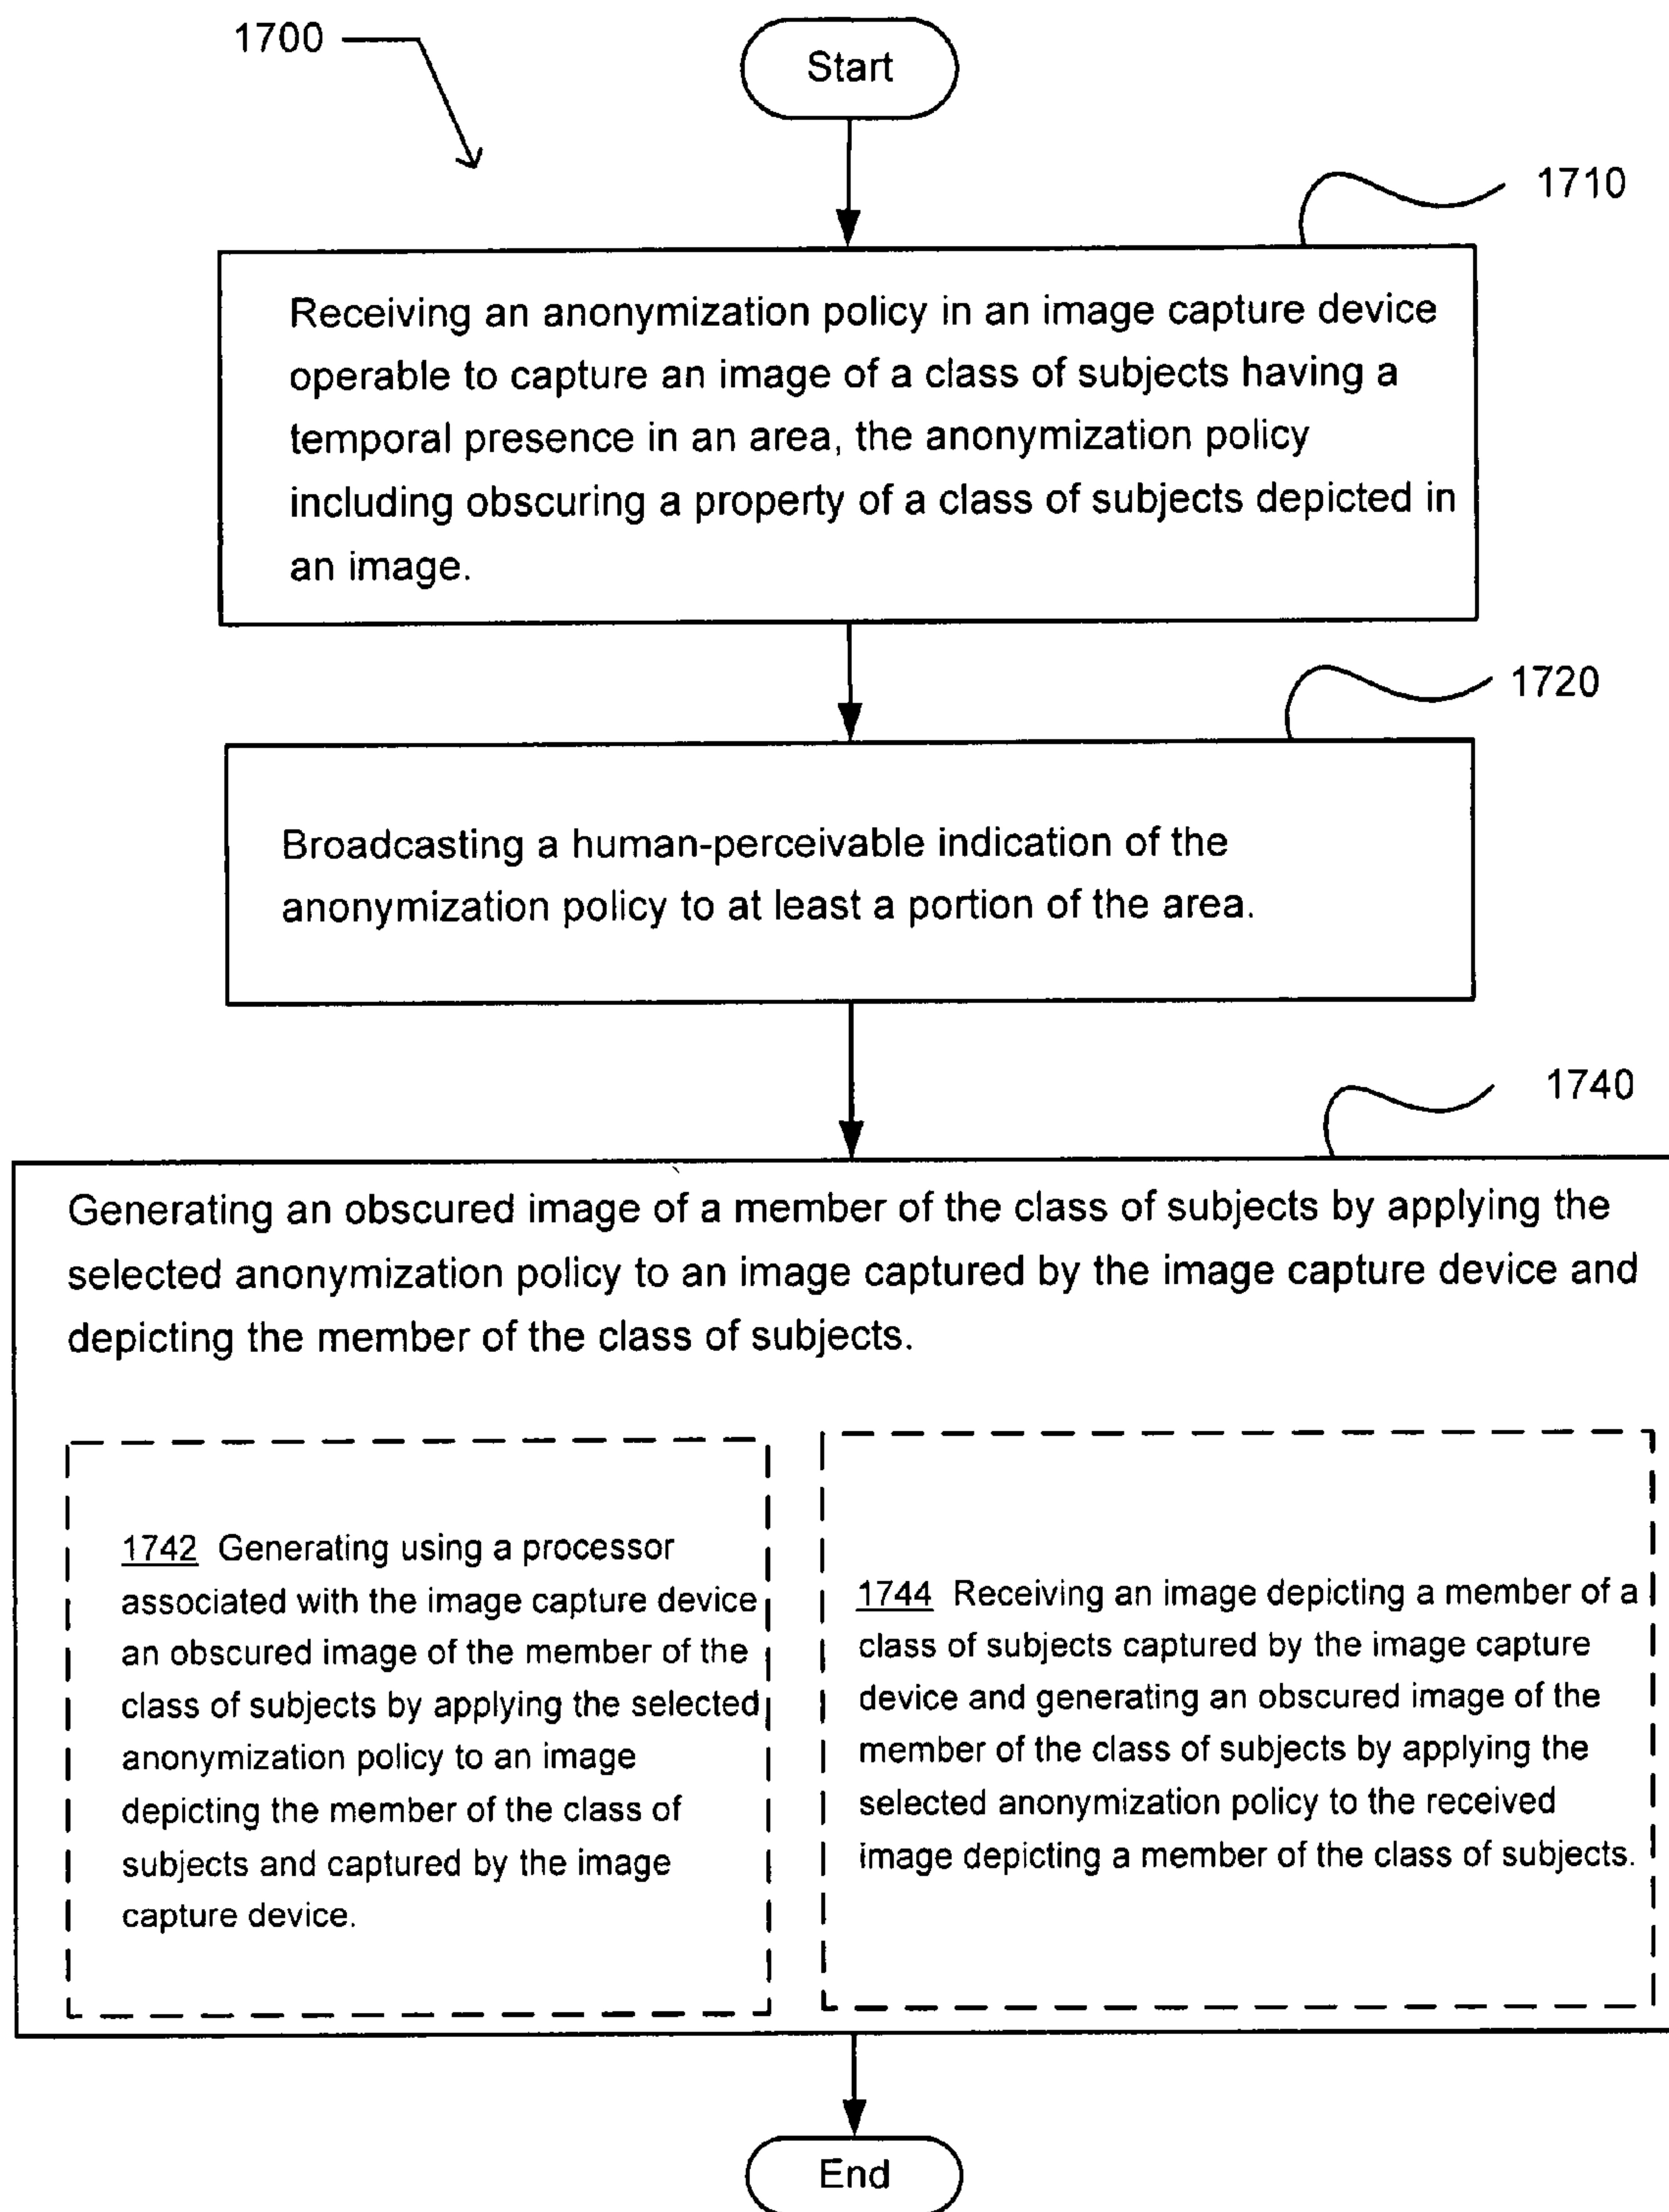 1700
Start
1710
Receiving an anonymization policy in an image capture device
operable to capture an image of a class of subjects having a
temporal presence in an area, the anonymization policy
including obscuring a property of a class of subjects depicted in
an image.
1720
Broadcasting a human-perceivable indication of the
anonymization policy to at least a portion of the area.
1740
Generating an obscured image of a member of the class of subjects by applying the
selected anonymization policy to an image captured by the image capture device and
depicting the member of the class of subjects.
1742 Generating using a processor
associated with the image capture device
an obscured image of the member of the
class of subjects by applying the selected
anonymization policy to an image
depicting the member of the class of
subjects and captured by the image
capture device.
1744 Receiving an image depicting a member of a
class of subjects captured by the image capture
device and generating an obscured image of the
member of the class of subjects by applying the
selected anonymization policy to the received
image depicting a member of the class of subjects.
End